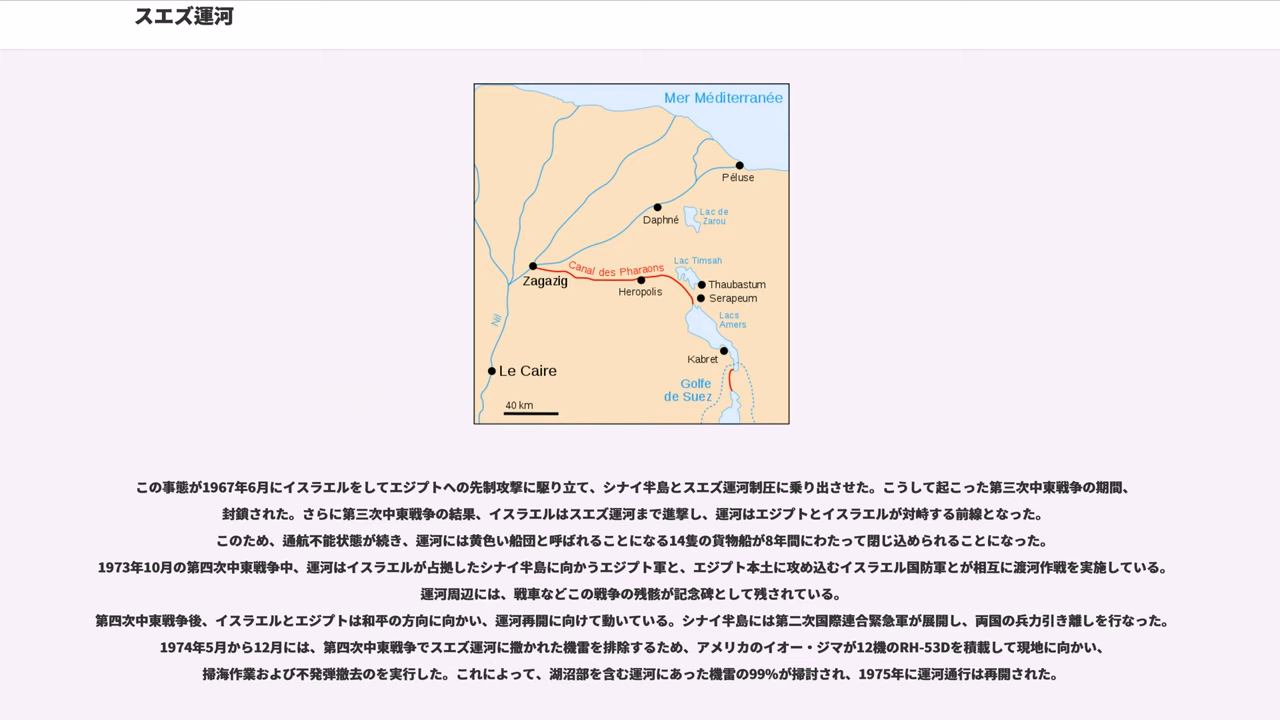 スエズ運河
Mer Méditerranée
Péluse
Daphné
Lac de
Zarou
Lac Timsah
Canal des Pharaons
Zagazig
Heropolis
Thaubastum
Serapeum
Lacs
Amers
Nil
Kabret
Le Caire
Golfe
de Suez
40 km
この事態が1967年6月にイスラエルをしてエジプトへの先制攻撃に駆り立て、シナイ半島とスエズ運河制圧に乗り出させた。こうして起こった第三次中東戦争の期間、
封鎖された。さらに第三次中東戦争の結果、イスラエルはスエズ運河まで進撃し、運河はエジプトとイスラエルが対峙する前線となった。
このため、通航不能状態が続き、運河には黄色い船団と呼ばれることになる14隻の貨物船が8年間にわたって閉じ込められることになった。
1973年10月の第四次中東戦争中、運河はイスラエルが占拠したシナイ半島に向かうエジプト軍と、エジプト本土に攻め込むイスラエル国防軍とが相互に渡河作戦を実施している。
運河周辺には、戦車などこの戦争の残骸が記念碑として残されている。
第四次中東戦争後、イスラエルとエジプトは和平の方向に向かい、運河再開に向けて動いている。シナイ半島には第二次国際連合緊急軍が展開し、両国の兵力引き離しを行なった。
1974年5月から12月には、第四次中東戦争でスエズ運河に撒かれた機雷を排除するため、アメリカのイオー・ジマが12機のRH-53Dを積載して現地に向かい、
掃海作業および不発弾撤去のを実行した。これによって、湖沼部を含む運河にあった機雷の99%が掃討され、1975年に運河通行は再開された。